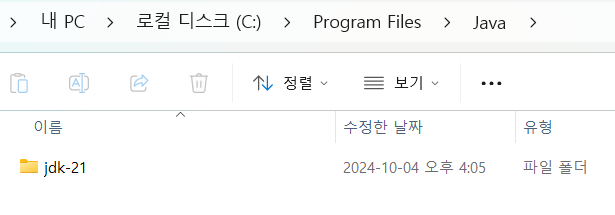 내 PC > 로컬 디스크 (C:) > Program Files > Java >
정렬 보기
이름 수정한 날짜 유형
jdk-21 2024-10-04 오후 4:05 파일 폴더